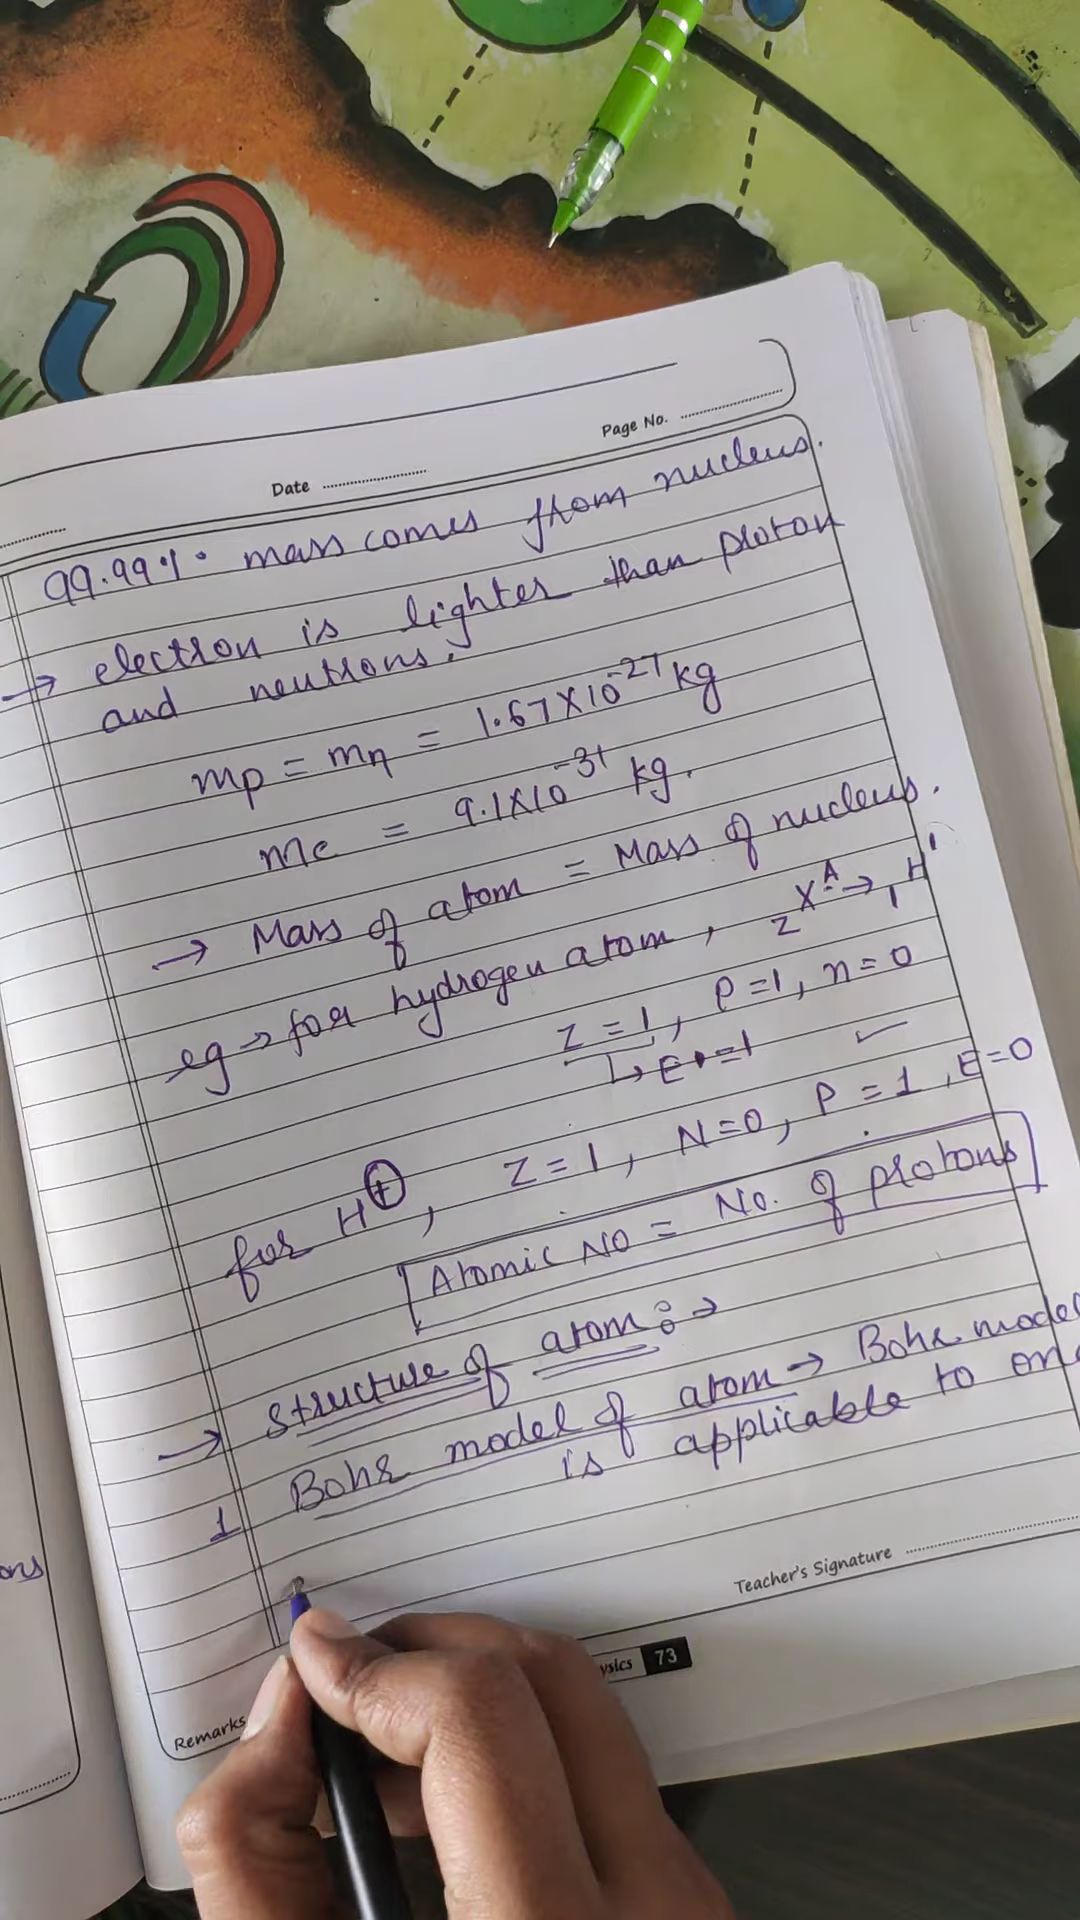 Page No.
Date
99.99% mass comes from nucleus.
→ electron is lighter than proton
and neutrons.
mp = mn = 1.67×10⁻²⁷ kg
me = 9.1×10⁻³¹ kg.
→ Mass of atom = Mass of nucleus.
eg → for hydrogen atom, zXᴬ → ₁H¹
Z = 1, P = 1, n = 0
↳ E = 1
for H⊕, Z = 1, N = 0, P = 1, E = 0
Atomic NO = No. of protons
→ structure of atom :→
1 Bohr model of atom → Bohr model
is applicable to
Teacher's Signature
ysics 73
Remarks
ons